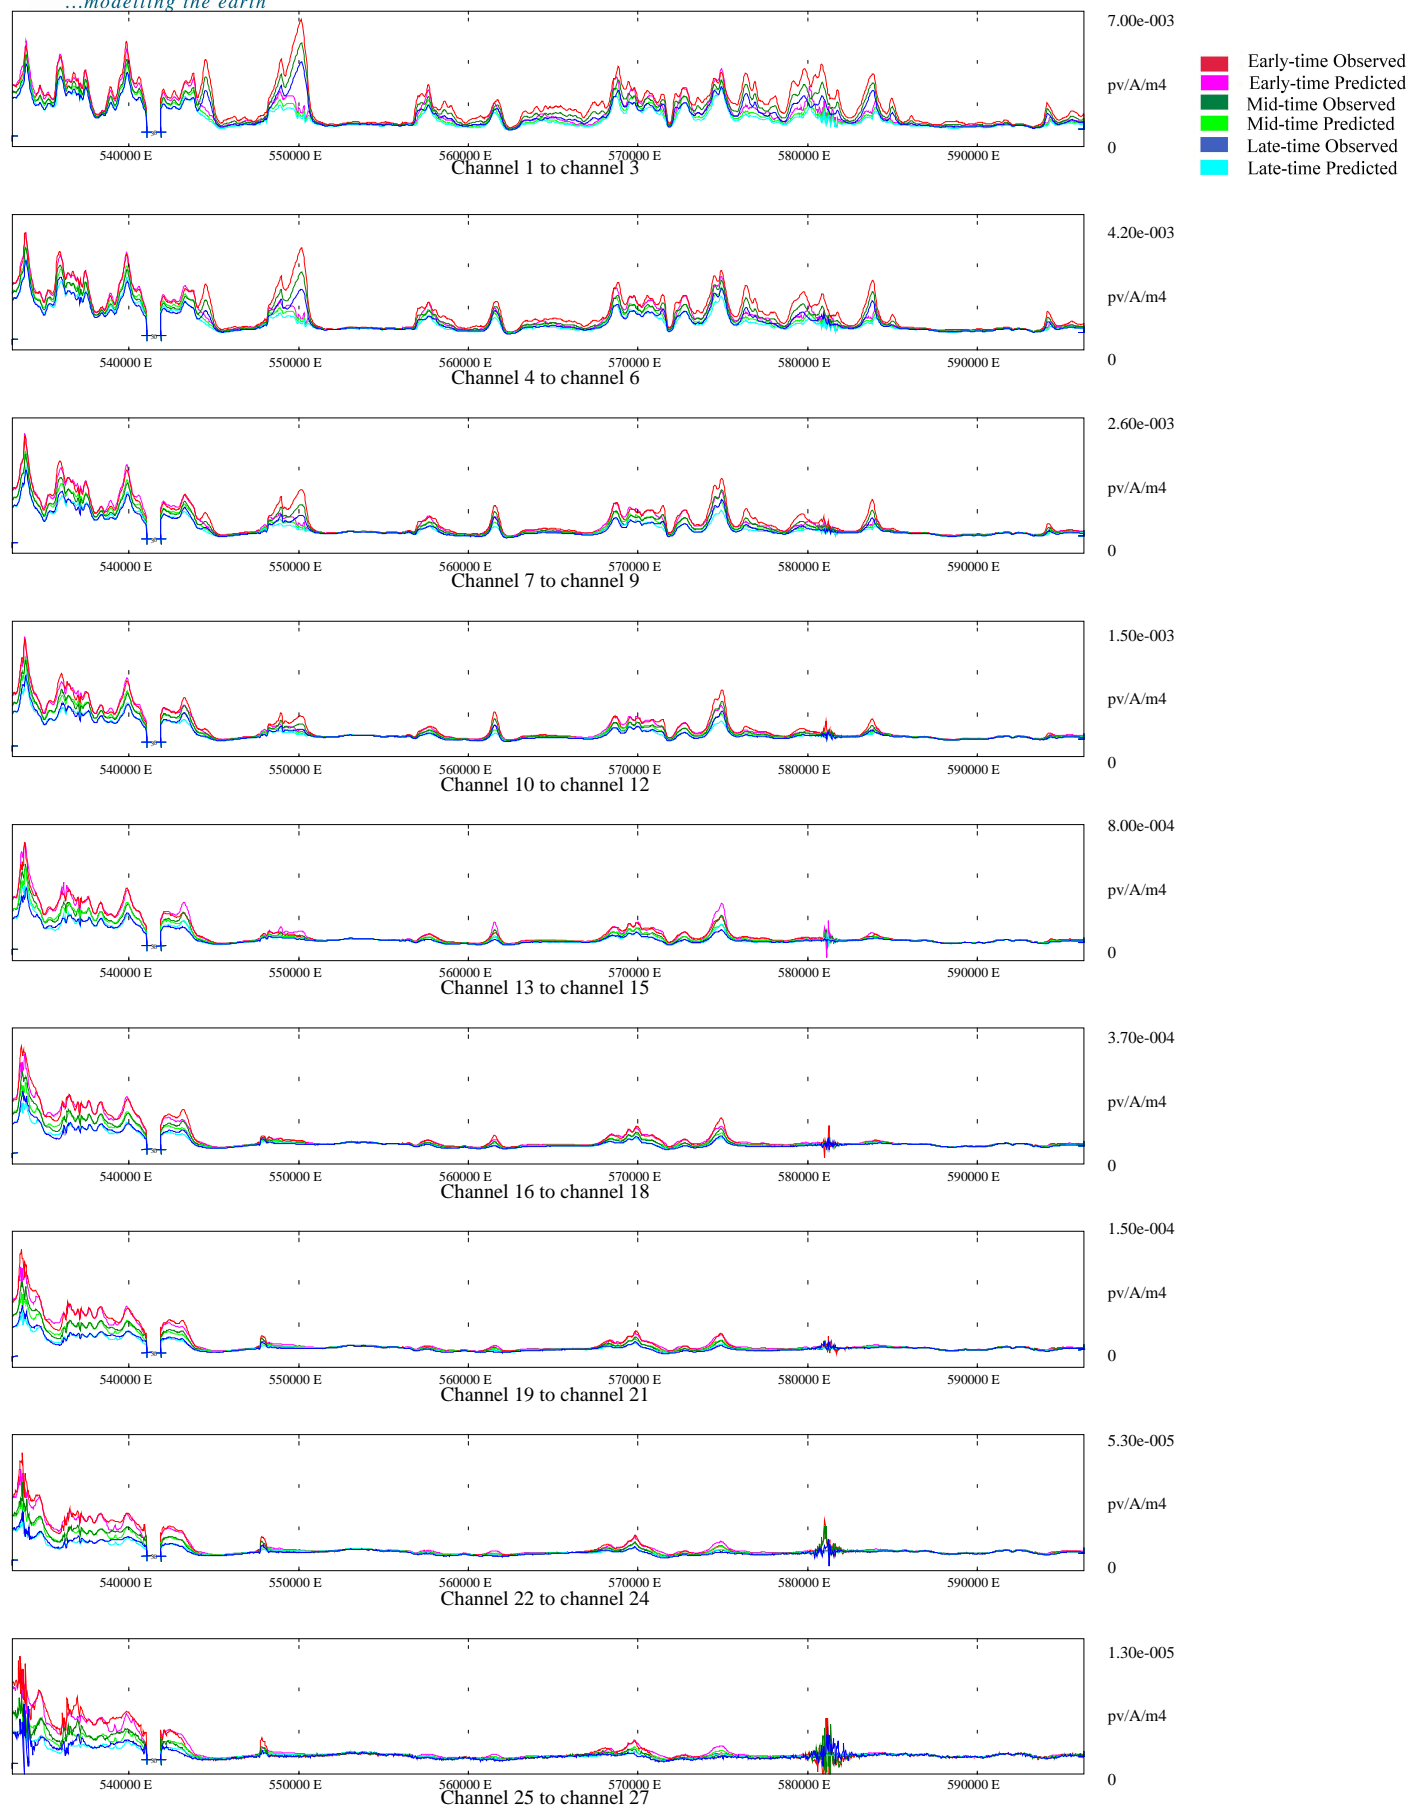 ...modelling the earth
7.00e-003
Early-time Observed
Early-time Predicted
pv/A/m4
Mid-time Observed
Mid-time Predicted
Late-time Observed
0
Late-time Predicted
540000 E 550000 E 560000 E 570000 E 580000 E 590000 E
Channel 1 to channel 3
4.20e-003
pv/A/m4
0
540000 E 550000 E 560000 E 570000 E 580000 E 590000 E
Channel 4 to channel 6
2.60e-003
pv/A/m4
0
540000 E 550000 E 560000 E 570000 E 580000 E 590000 E
Channel 7 to channel 9
1.50e-003
pv/A/m4
0
540000 E 550000 E 560000 E 570000 E 580000 E 590000 E
Channel 10 to channel 12
8.00e-004
pv/A/m4
0
540000 E 550000 E 560000 E 570000 E 580000 E 590000 E
Channel 13 to channel 15
3.70e-004
pv/A/m4
0
540000 E 550000 E 560000 E 570000 E 580000 E 590000 E
Channel 16 to channel 18
1.50e-004
pv/A/m4
0
540000 E 550000 E 560000 E 570000 E 580000 E 590000 E
Channel 19 to channel 21
5.30e-005
pv/A/m4
0
540000 E 550000 E 560000 E 570000 E 580000 E 590000 E
Channel 22 to channel 24
1.30e-005
pv/A/m4
0
540000 E 550000 E 560000 E 570000 E 580000 E 590000 E
Channel 25 to channel 27